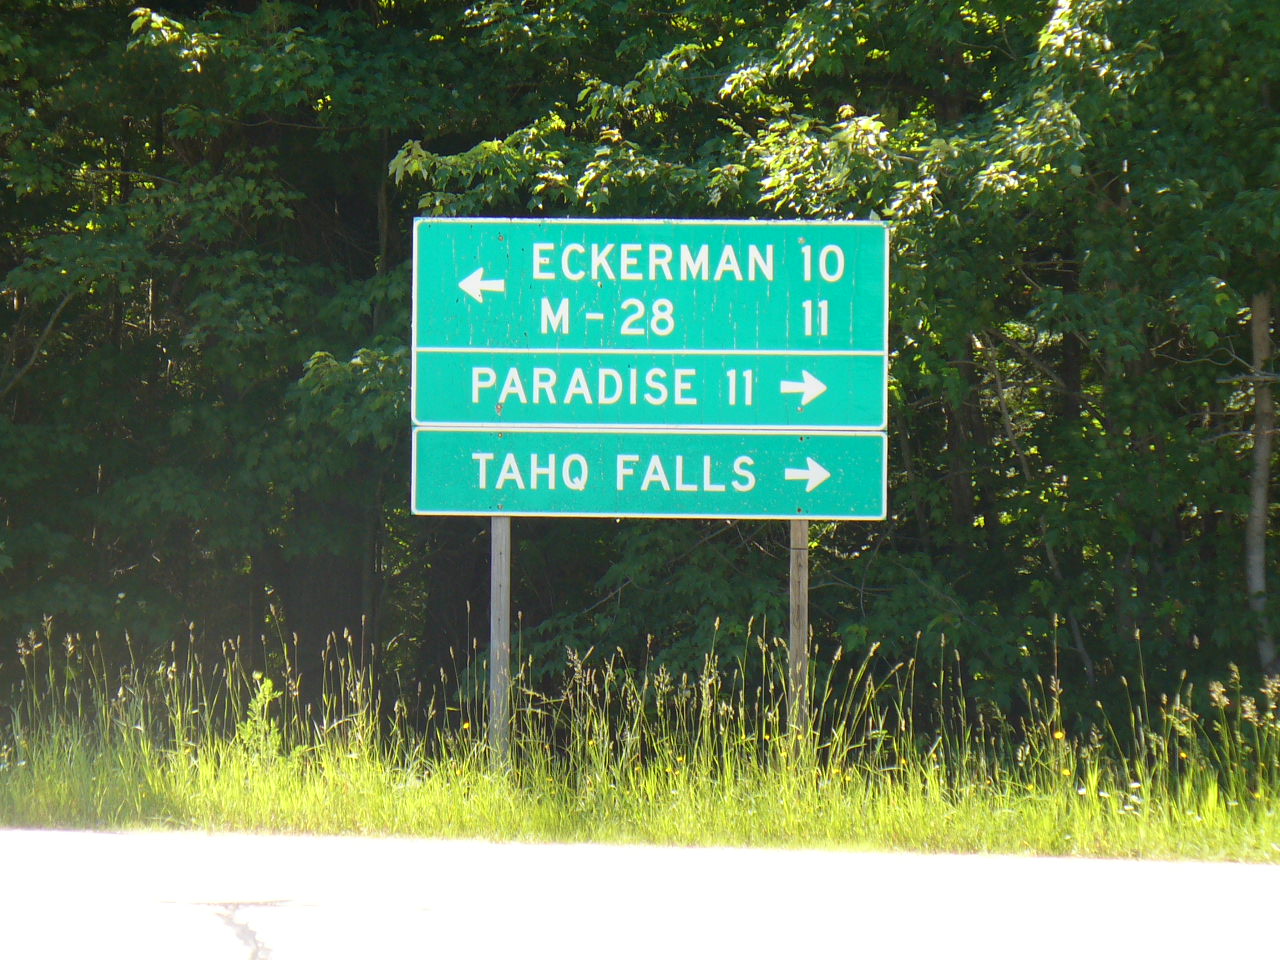 ← ECKERMAN 10
M-28 11
PARADISE 11 →
TAHQ FALLS →